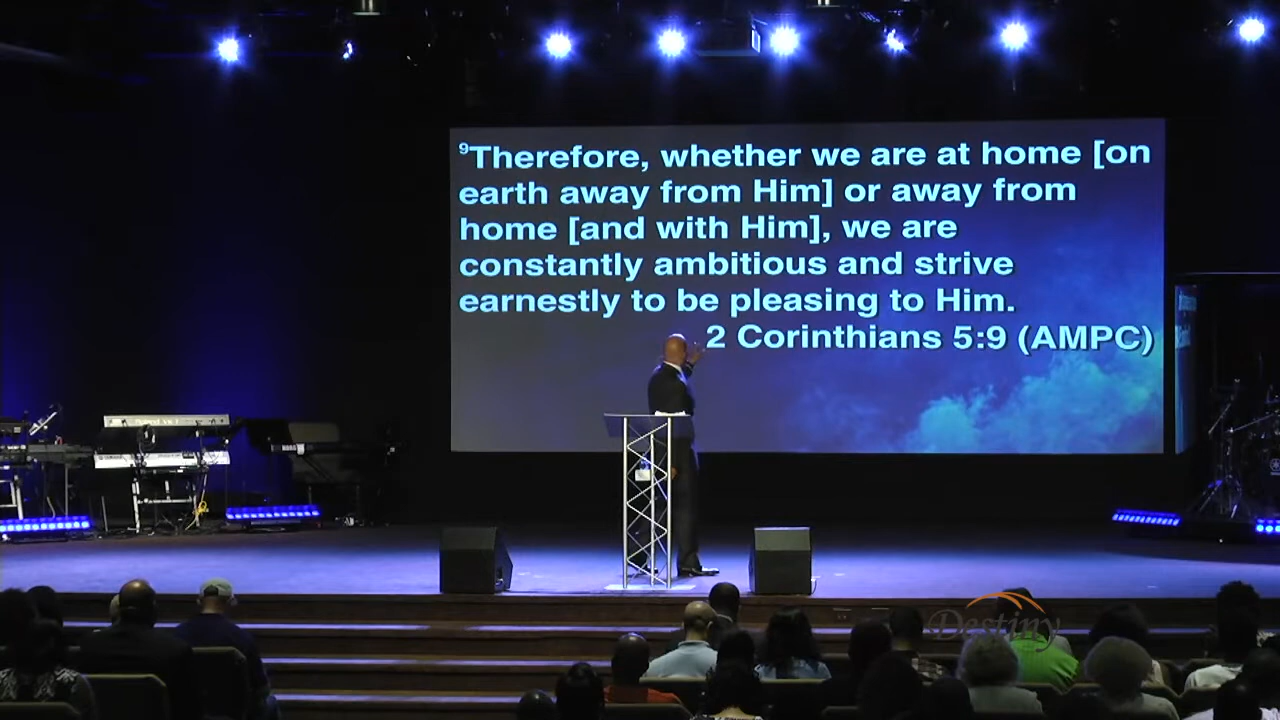 ⁹Therefore, whether we are at home [on
earth away from Him] or away from
home [and with Him], we are
constantly ambitious and strive
earnestly to be pleasing to Him.
2 Corinthians 5:9 (AMPC)
Destiny